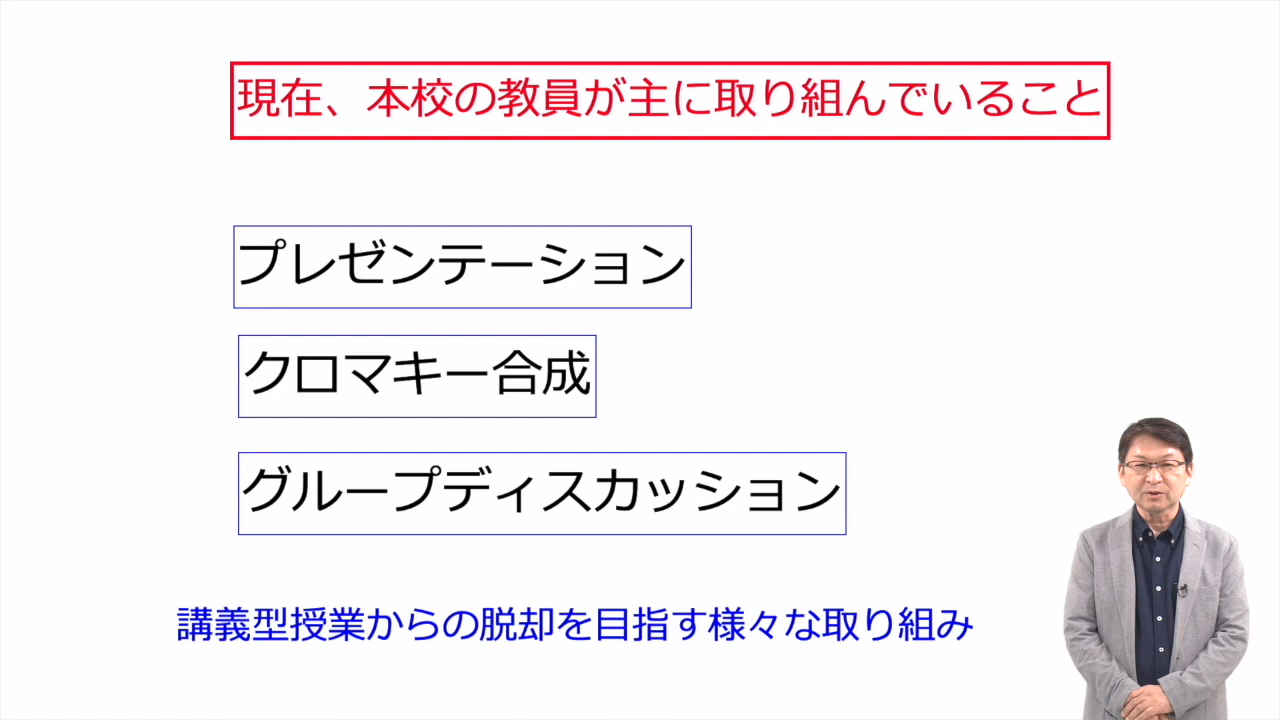 現在、本校の教員が主に取り組んでいること
プレゼンテーション
クロマキー合成
グループディスカッション
講義型授業からの脱却を目指す様々な取り組み